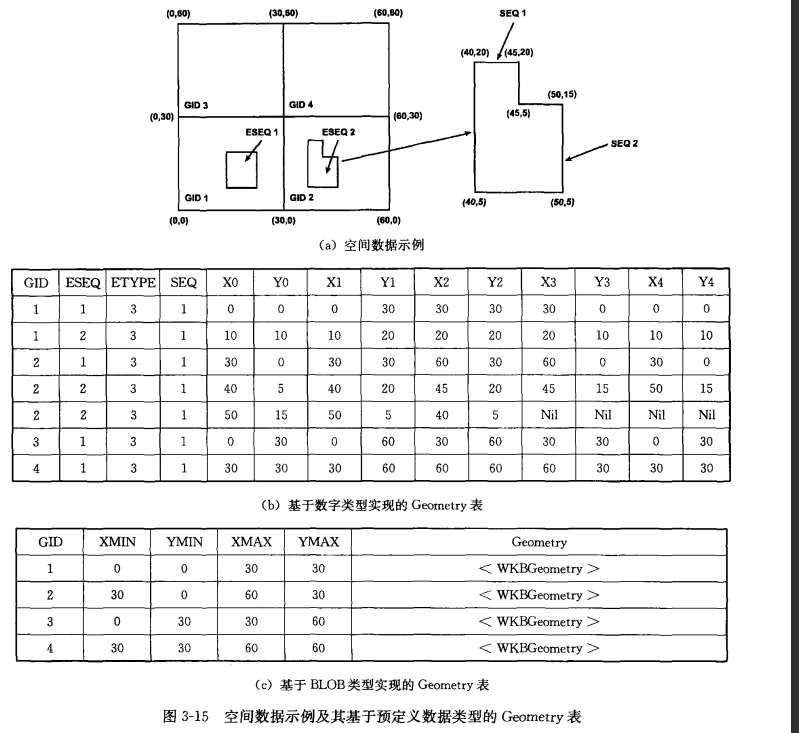 (0,60) (30,60) (60,60)
SEQ 1
(40,20) (45,20)
(50,15)
GID 3 GID 4
(0,30) (60,30)
(45,5)
ESEQ 1 ESEQ 2
SEQ 2
GID 1 GID 2
(40,5) (50,5)
(0,0) (30,0) (60,0)
(a) 空间数据示例
GID ESEQ ETYPE SEQ X0 Y0 X1 Y1 X2 Y2 X3 Y3 X4 Y4
1 1 3 1 0 0 0 30 30 30 30 0 0 0
1 2 3 1 10 10 10 20 20 20 20 10 10 10
2 1 3 1 30 0 30 30 60 30 60 0 30 0
2 2 3 1 40 5 40 20 45 20 45 15 50 15
2 2 3 1 50 15 50 5 40 5 Nil Nil Nil Nil
3 1 3 1 0 30 0 60 30 60 30 30 0 30
4 1 3 1 30 30 30 60 60 60 60 30 30 30
(b) 基于数字类型实现的 Geometry 表
GID XMIN YMIN XMAX YMAX Geometry
1 0 0 30 30 < WKBGeometry >
2 30 0 60 30 < WKBGeometry >
3 0 30 30 60 < WKBGeometry >
4 30 30 60 60 < WKBGeometry >
(c) 基于 BLOB 类型实现的 Geometry 表
图 3-15 空间数据示例及其基于预定义数据类型的 Geometry 表